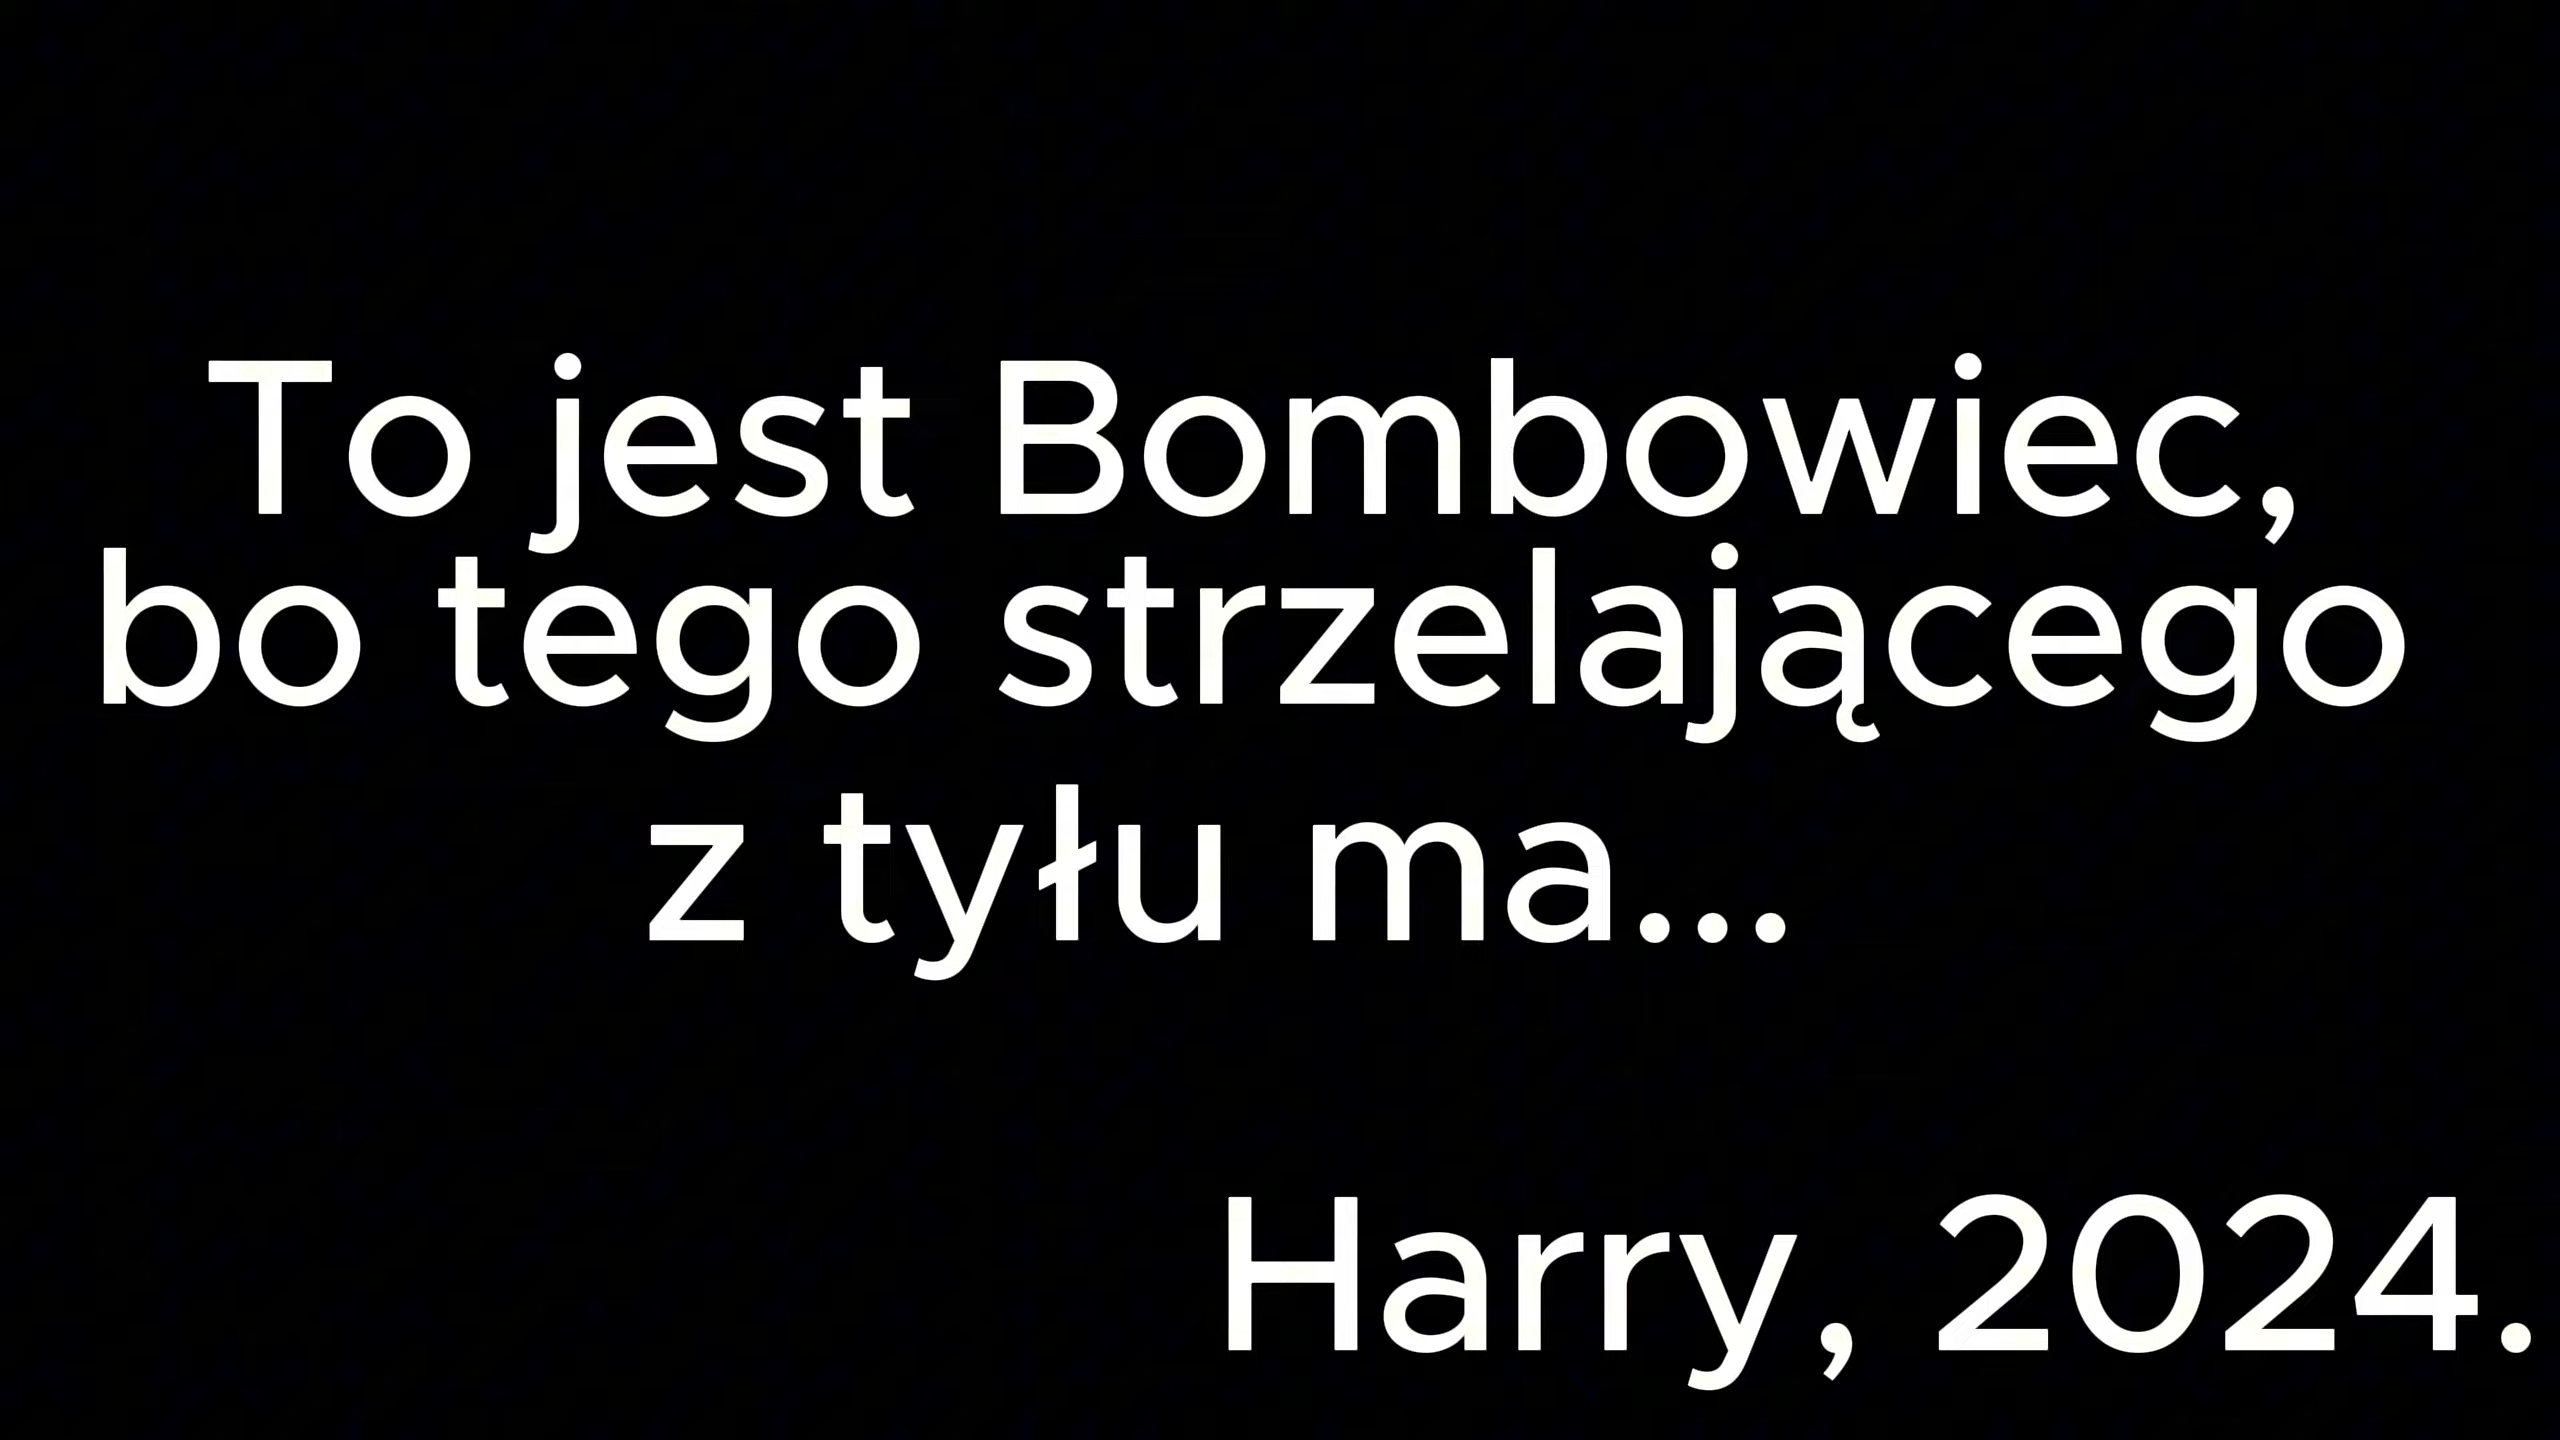 To jest Bombowiec,
bo tego strzelającego
z tyłu ma...
Harry, 2024.